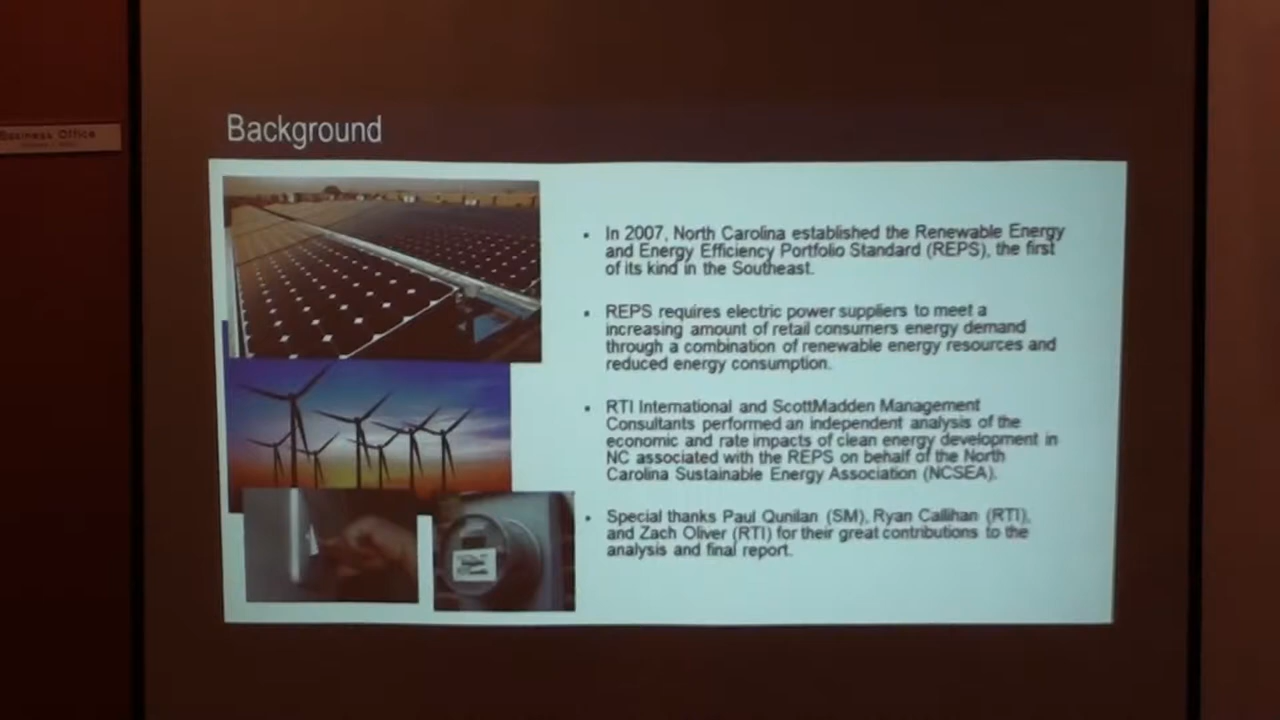 Business Office
Background
• In 2007, North Carolina established the Renewable Energy
and Energy Efficiency Portfolio Standard (REPS), the first
of its kind in the Southeast.
• REPS requires electric power suppliers to meet a
increasing amount of retail consumers energy demand
through a combination of renewable energy resources and
reduced energy consumption.
• RTI International and ScottMadden Management
Consultants performed an independent analysis of the
economic and rate impacts of clean energy development in
NC associated with the REPS on behalf of the North
Carolina Sustainable Energy Association (NCSEA).
• Special thanks Paul Qunilan (SM), Ryan Callihan (RTI),
and Zach Oliver (RTI) for their great contributions to the
analysis and final report.